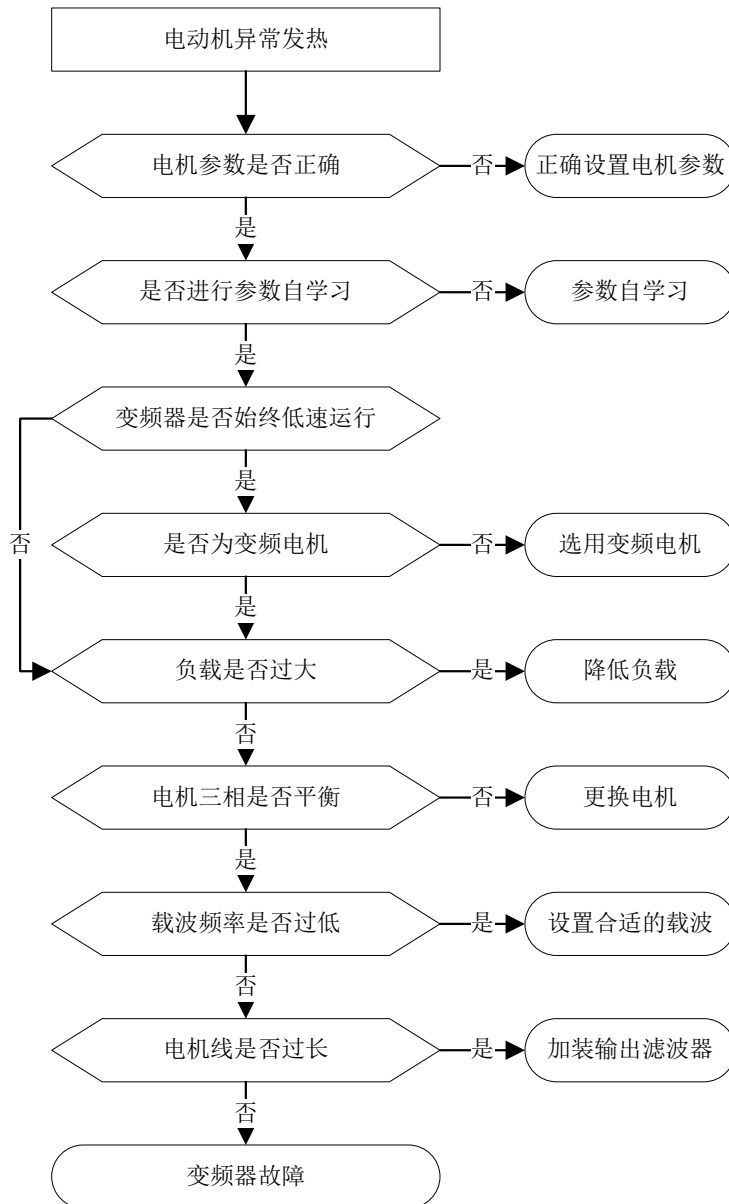 电动机异常发热
电机参数是否正确
否
正确设置电机参数
是
是否进行参数自学习
否
参数自学习
是
变频器是否始终低速运行
是
否
是否为变频电机
否
选用变频电机
是
负载是否过大
是
降低负载
否
电机三相是否平衡
否
更换电机
是
载波频率是否过低
是
设置合适的载波
否
电机线是否过长
是
加装输出滤波器
否
变频器故障